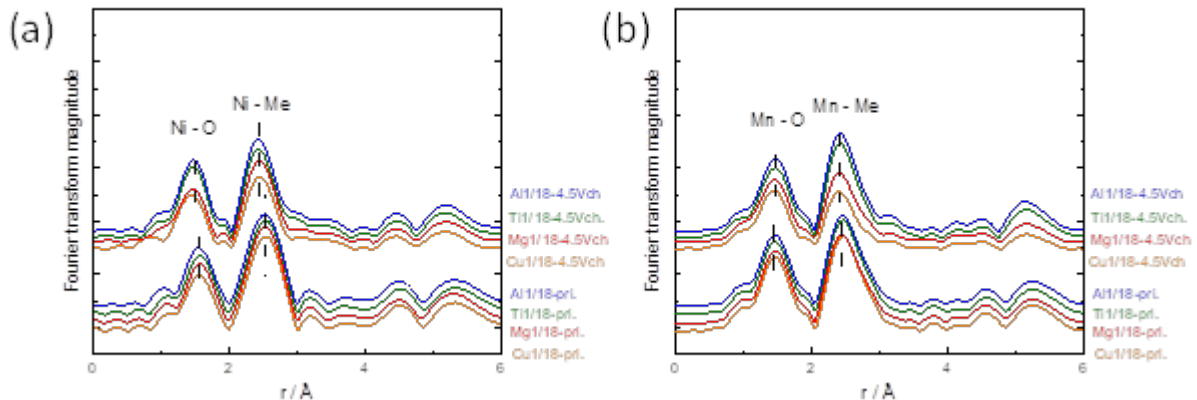 (a)
Fourier transform magnitude
Ni - O
Ni - Me
Al1/18-4.5Vch
Ti1/18-4.5Vch.
Mg1/18-4.5Vch
Cu1/18-4.5Vch
Al1/18-pri.
Ti1/18-pri.
Mg1/18-pri.
Cu1/18-pri.
0 2 4 6
r / Å
(b)
Fourier transform magnitude
Mn - O
Mn - Me
Al1/18-4.5Vch
Ti1/18-4.5Vch.
Mg1/18-4.5Vch
Cu1/18-4.5Vch
Al1/18-pri.
Ti1/18-pri.
Mg1/18-pri.
Cu1/18-pri.
0 2 4 6
r / Å